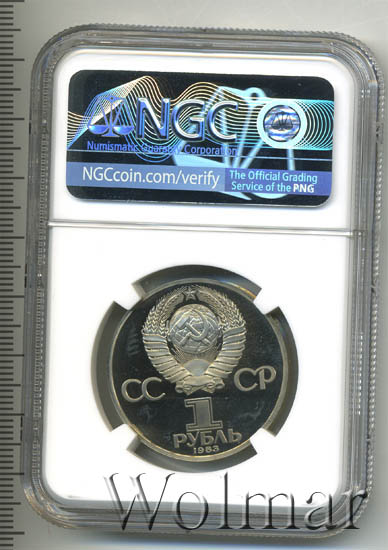 NGC
Numismatic Guaranty Corporation
NGCcoin.com/verify
The Official Grading
Service of the PNG
СС СР
1
РУБЛЬ
1983
Wolmar